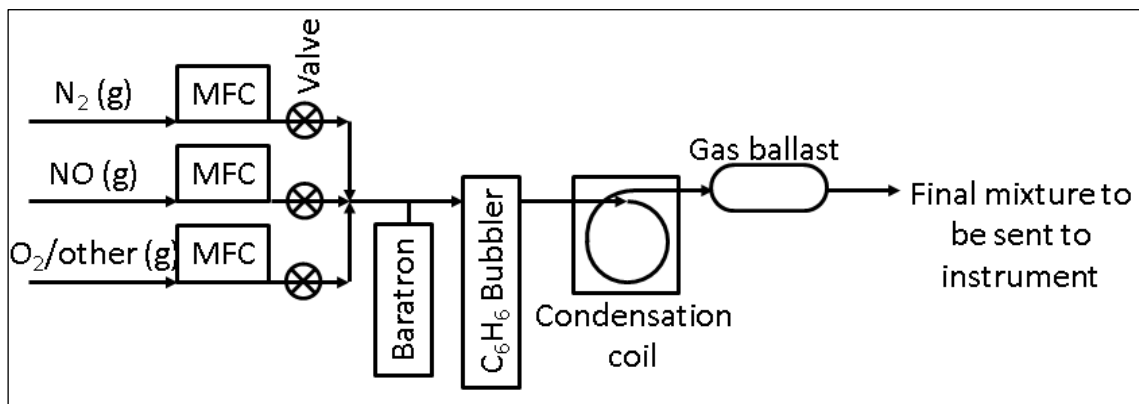 Valve
N₂ (g)
MFC
NO (g)
MFC
O₂/other (g)
MFC
Baratron
C₆H₆ Bubbler
Condensation
coil
Gas ballast
Final mixture to
be sent to
instrument